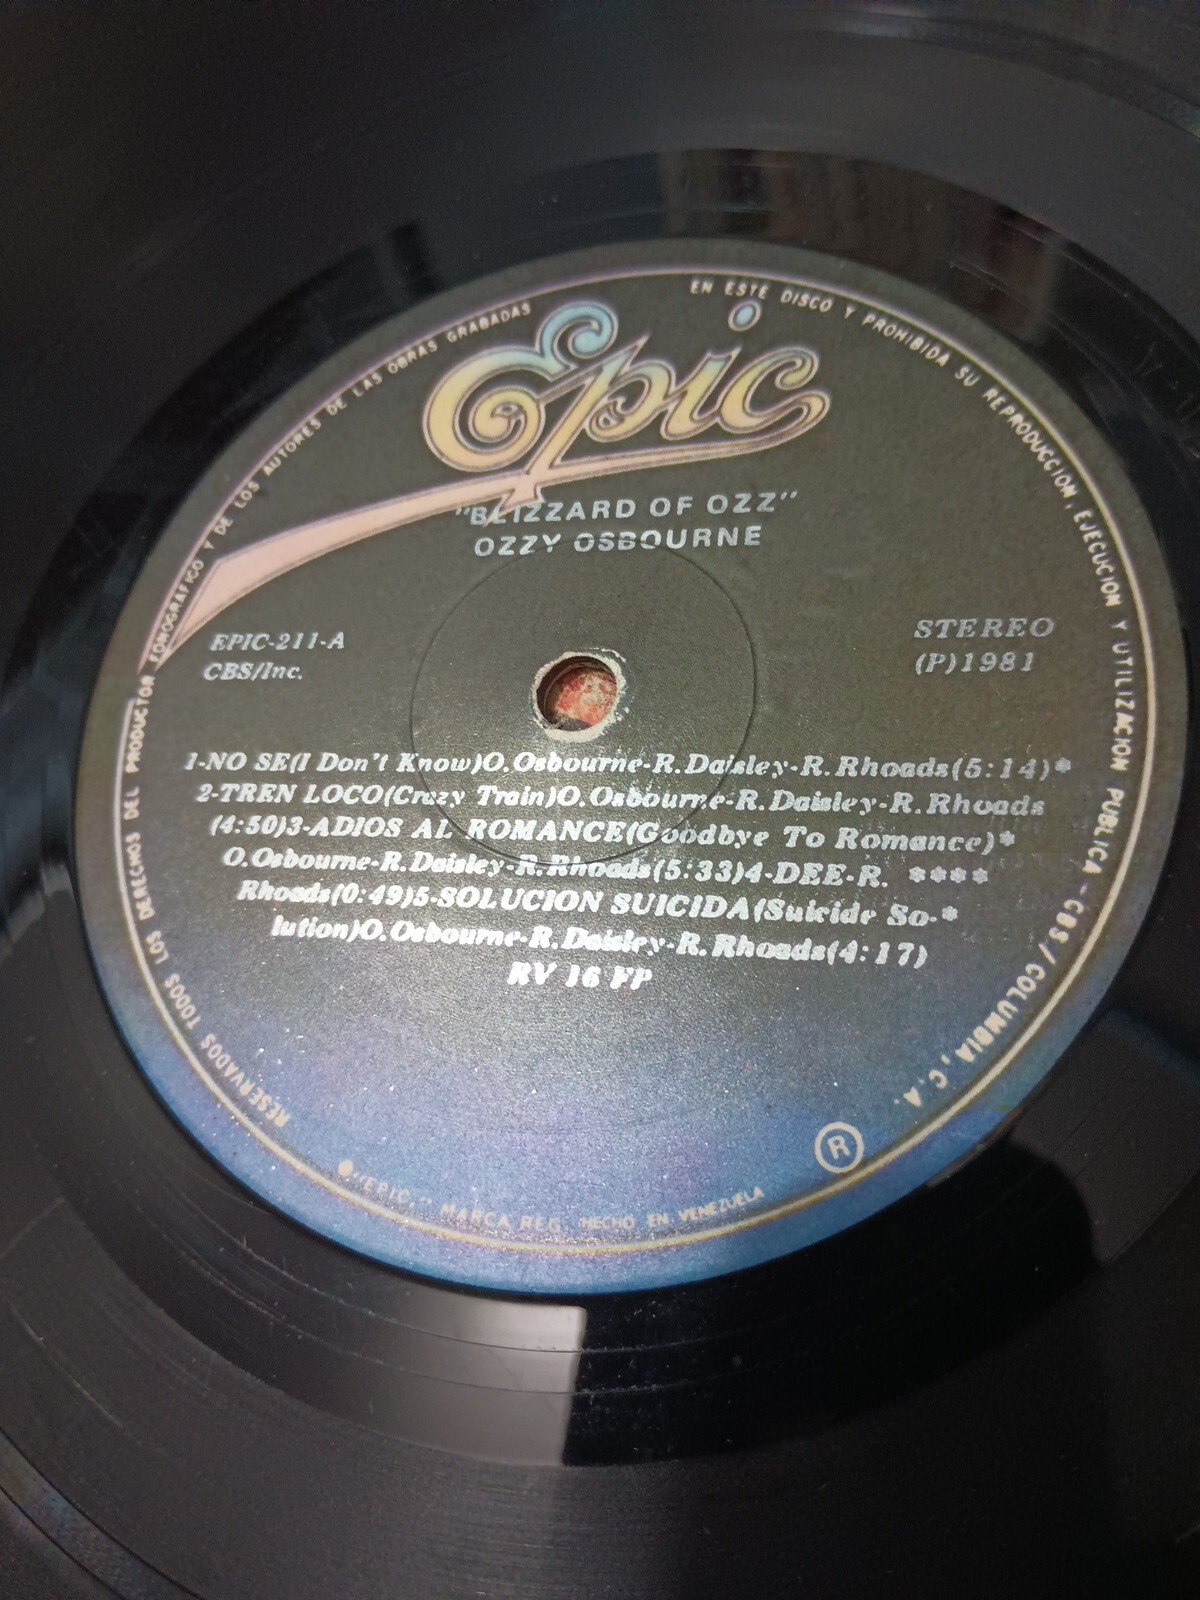 RESERVADOS TODOS LOS DERECHOS DEL PRODUCTOR FONOGRAFICO Y DE LOS AUTORES DE LAS OBRAS GRABADAS
EN ESTE DISCO Y PROHIBIDA SU REPRODUCCION, EJECUCION Y UTILIZACION PUBLICA - CBS / COLUMBIA, C.A.
Epic
"BLIZZARD OF OZZ"
OZZY OSBOURNE
EPIC-211-A
CBS/Inc.
STEREO
(P)1981
1-NO SE(I Don't Know)O.Osbourne-R.Daisley-R.Rhoads(5:14)*
2-TREN LOCO(Crazy Train)O.Osbourne-R.Daisley-R.Rhoads
(4:50)3-ADIOS AL ROMANCE(Goodbye To Romance)*
O.Osbourne-R.Daisley-R.Rhoads(5:33)4-DEE-R. ****
Rhoads(0:49)5-SOLUCION SUICIDA(Suicide So-*
lution)O.Osbourne-R.Daisley-R.Rhoads(4:17)
RV 16 FP
®
"EPIC," MARCA REG. HECHO EN VENEZUELA